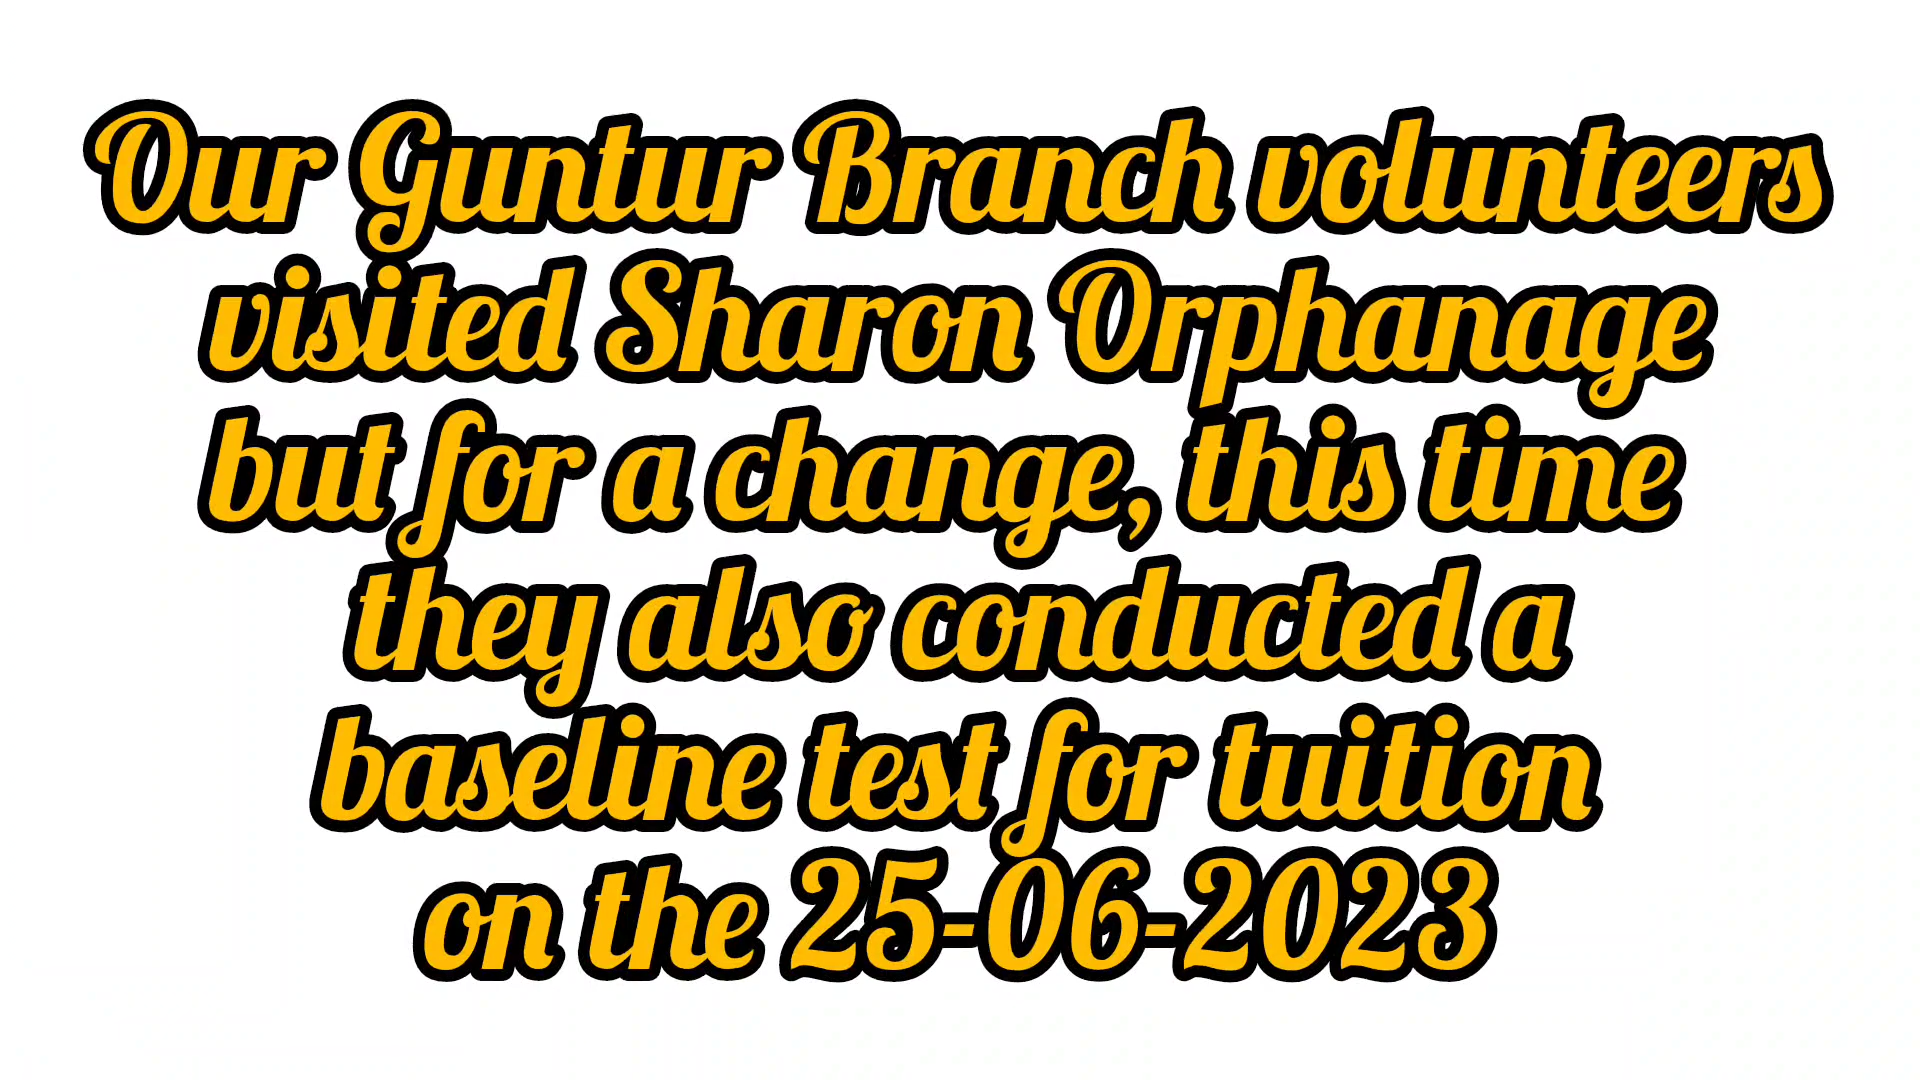 Our Guntur Branch volunteers
visited Sharon Orphanage
but for a change, this time
they also conducted a
baseline test for tuition
on the 25-06-2023